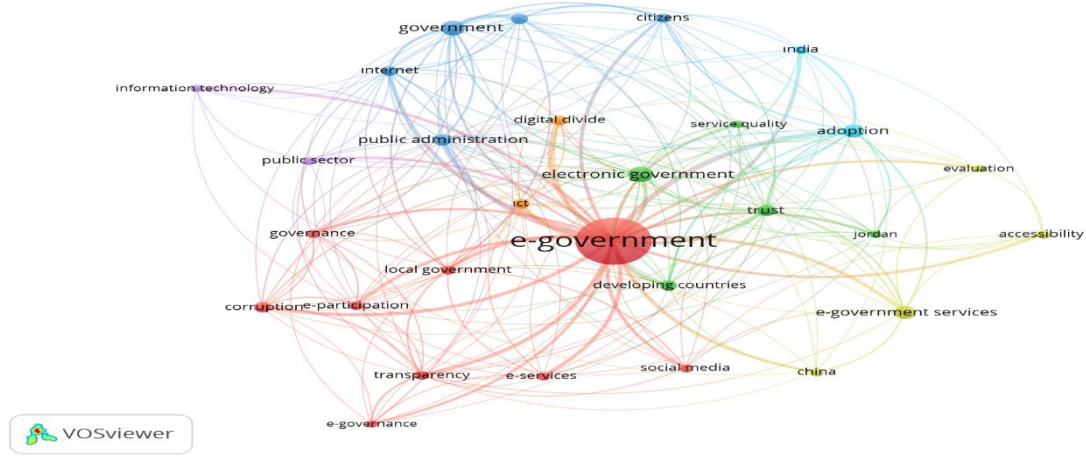 citizens
government
india
internet
information technology
digital divide
service quality
adoption
public administration
public sector
evaluation
electronic government
ict
trust
governance
jordan
accessibility
e-government
local government
developing countries
corruption
e-participation
e-government services
social media
china
transparency
e-services
e-governance
VOSviewer